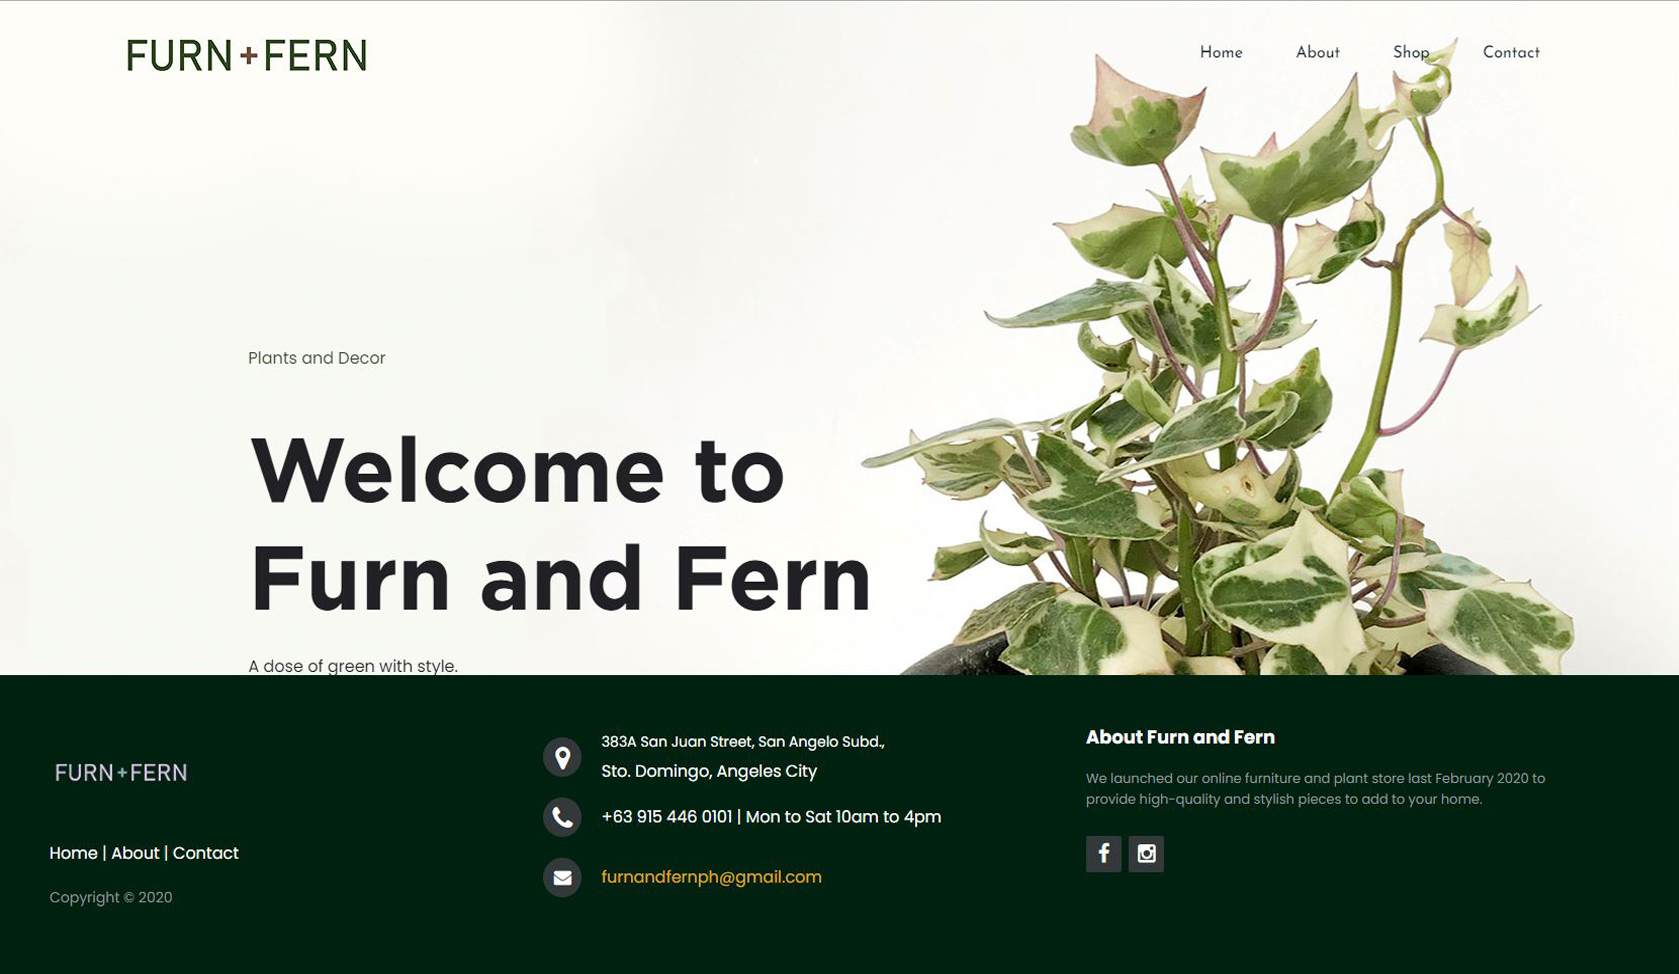 FURN+FERN
Home About Shop Contact
Plants and Decor
Welcome to
Furn and Fern
A dose of green with style.
FURN+FERN
Home | About | Contact
Copyright © 2020
383A San Juan Street, San Angelo Subd.,
Sto. Domingo, Angeles City
+63 915 446 0101 | Mon to Sat 10am to 4pm
furnandfernph@gmail.com
About Furn and Fern
We launched our online furniture and plant store last February 2020 to
provide high-quality and stylish pieces to add to your home.